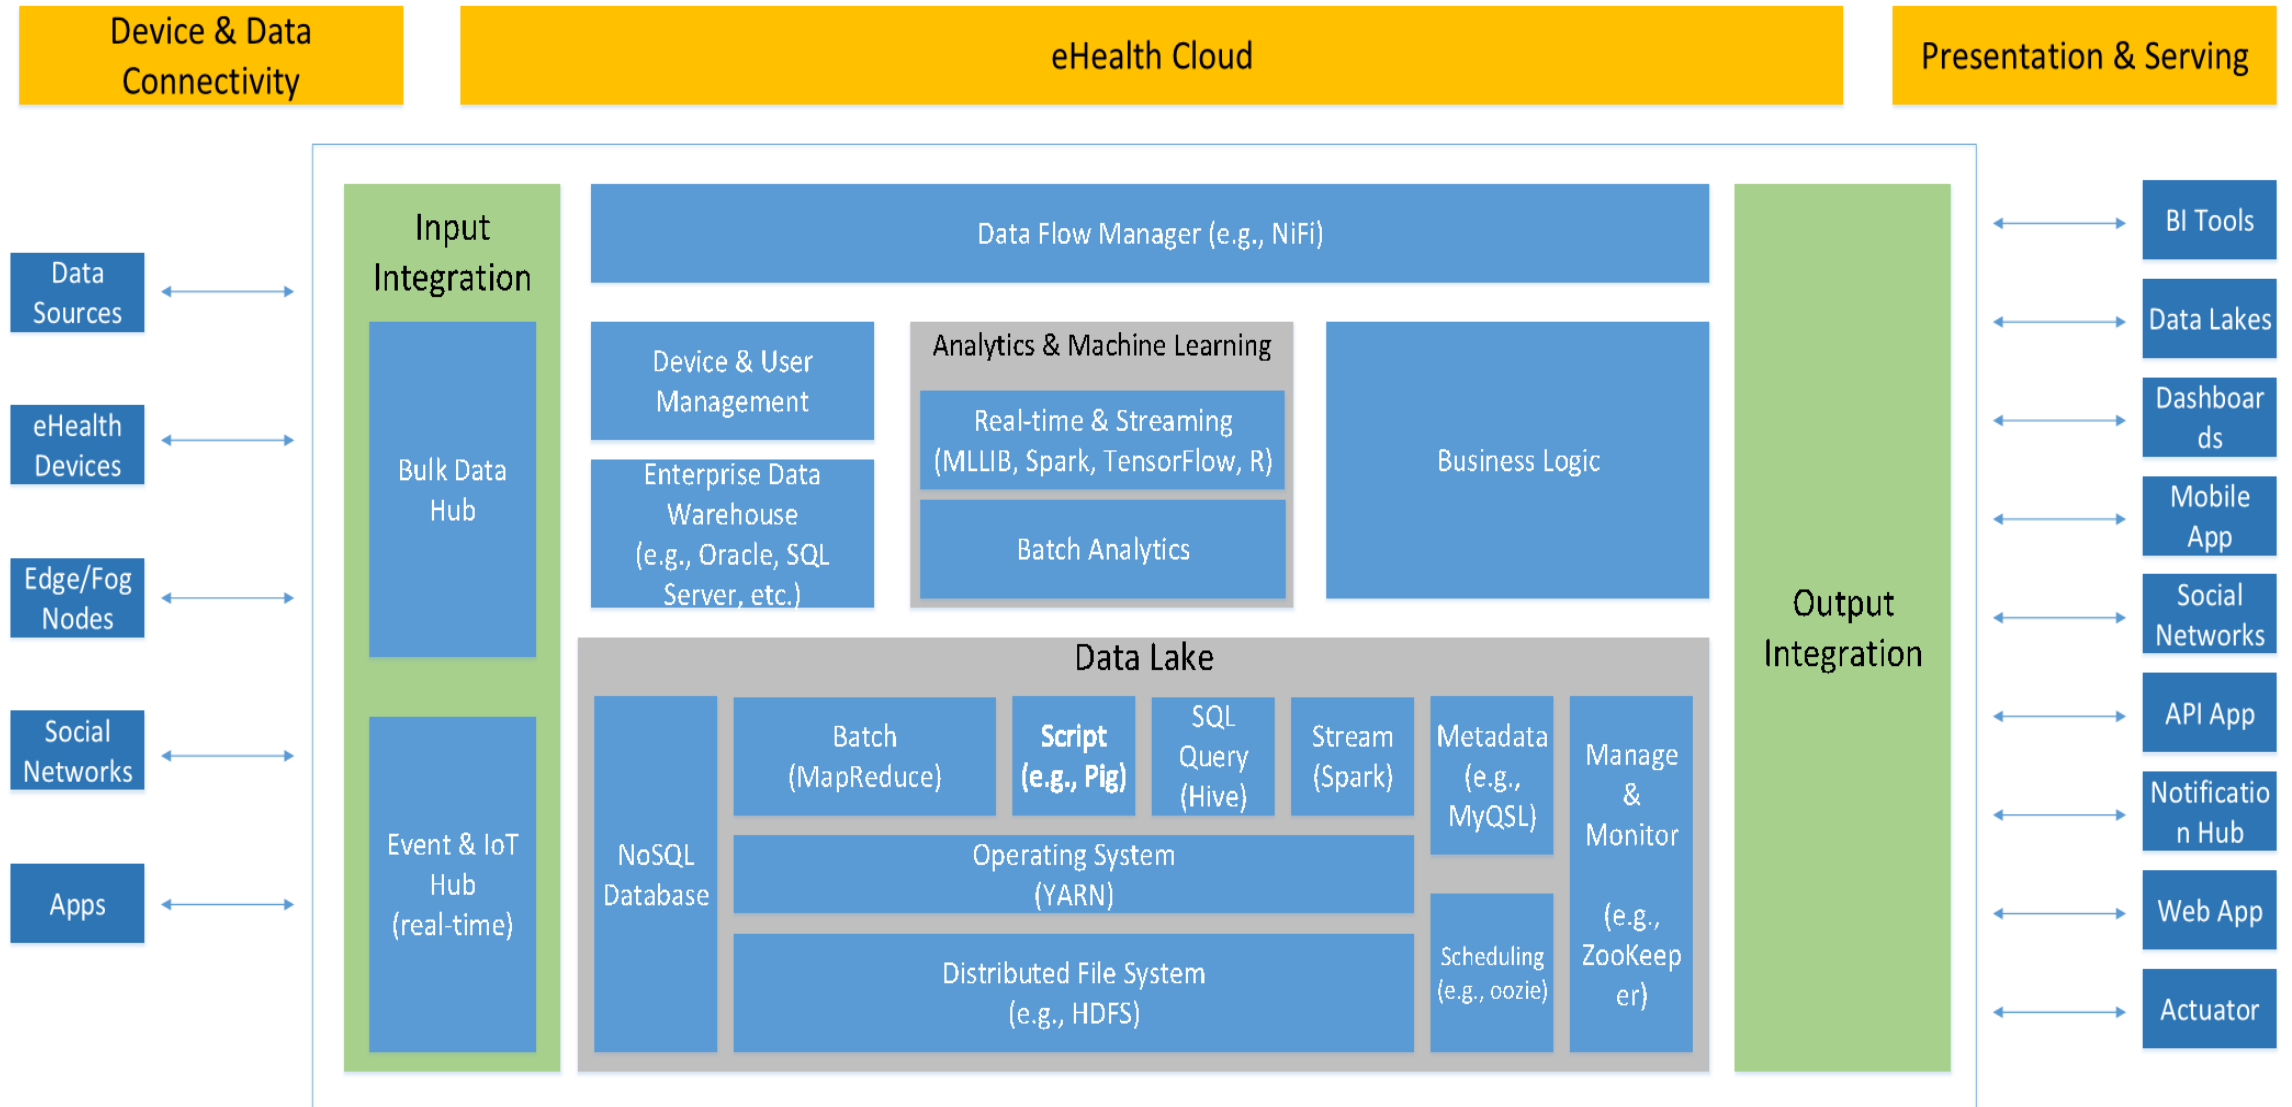 Device & Data
Connectivity
eHealth Cloud
Presentation & Serving
Data
Sources
eHealth
Devices
Edge/Fog
Nodes
Social
Networks
Apps
Input
Integration
Bulk Data
Hub
Event & IoT
Hub
(real-time)
Data Flow Manager (e.g., NiFi)
Device & User
Management
Enterprise Data
Warehouse
(e.g., Oracle, SQL
Server, etc.)
Analytics & Machine Learning
Real-time & Streaming
(MLLIB, Spark, TensorFlow, R)
Batch Analytics
Business Logic
Data Lake
NoSQL
Database
Batch
(MapReduce)
Script
(e.g., Pig)
SQL
Query
(Hive)
Stream
(Spark)
Operating System
(YARN)
Distributed File System
(e.g., HDFS)
Metadata
(e.g.,
MyQSL)
Scheduling
(e.g., oozie)
Manage
&
Monitor
(e.g.,
ZooKeep
er)
Output
Integration
BI Tools
Data Lakes
Dashboar
ds
Mobile
App
Social
Networks
API App
Notificatio
n Hub
Web App
Actuator